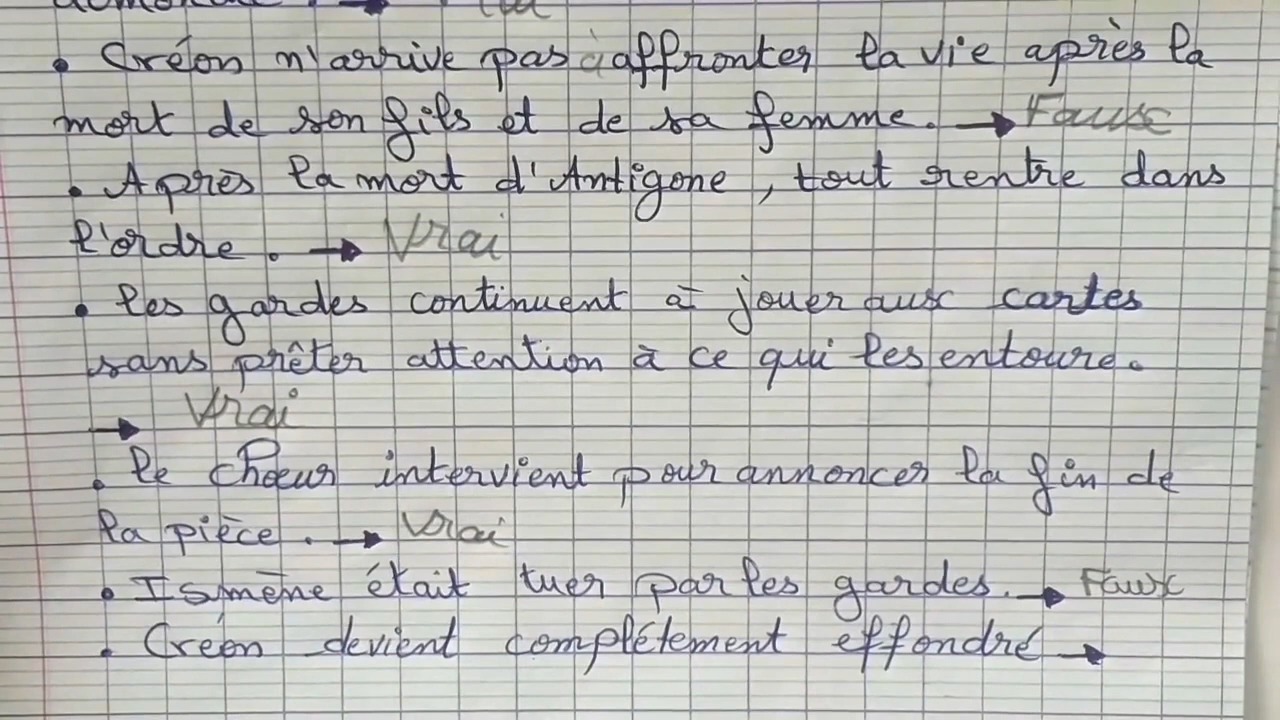 • Créon n'arrive pas à affronter la vie après la
mort de son fils et de sa femme. → Faux
• Après la mort d'Antigone, tout rentre dans
l'ordre. → Vrai
• les gardes continuent à jouer aux cartes
sans prêter attention à ce qui les entoure.
→ Vrai
• le chœur intervient pour annoncer la fin de
la pièce. → Vrai
• Ismène était tuer par les gardes. → Faux
• Créon devient complétement effondré →